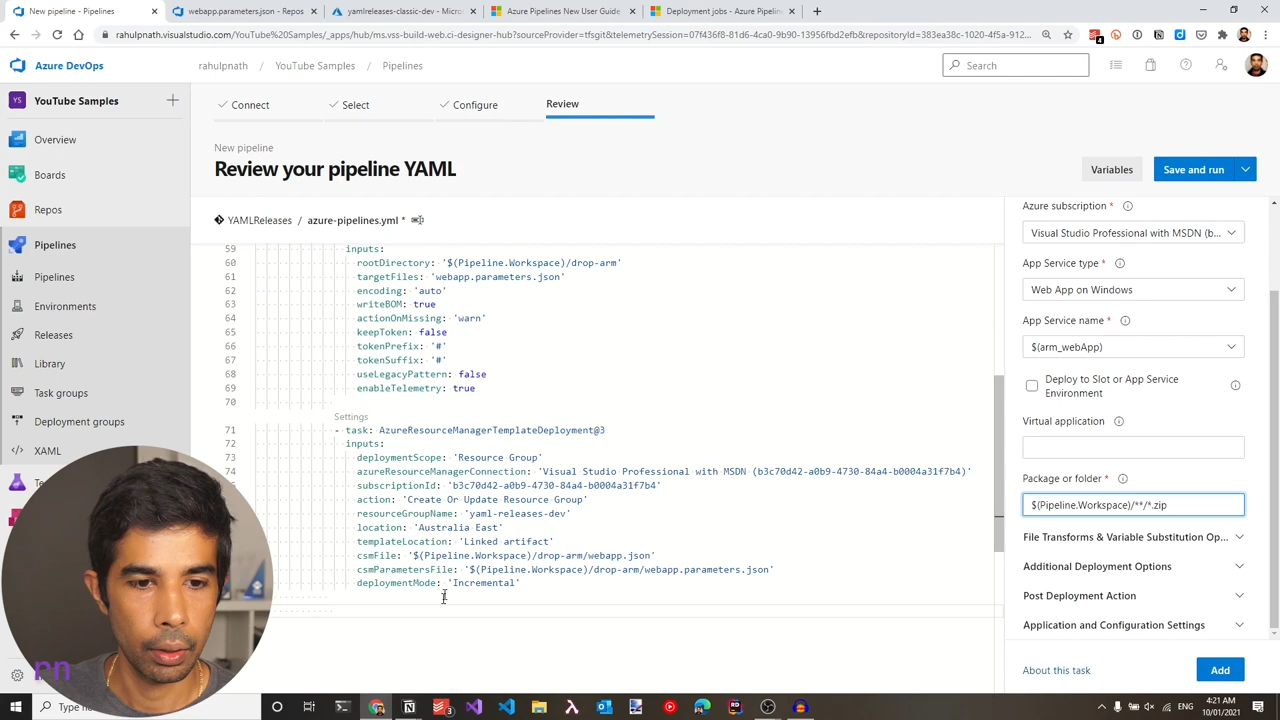 New pipeline - Pipelines
webapp.parameters.json - Repos
yamlreleases-classic-dev - Micros
Azure Pipelines New User Guide
Deployment jobs - Azure Pipeline
rahulpnath.visualstudio.com/YouTube%20Samples/_apps/hub/ms.vss-build-web.ci-designer-hub?sourceProvider=tfsgit&telemetrySession=07f436f8-81d6-4ca0-9b90-13956fbd2efb&repositoryId=383ea38c-1020-4f5a-912...
4
Azure DevOps
rahulpnath / YouTube Samples / Pipelines
Search
YS YouTube Samples
Overview
Boards
Repos
Pipelines
Pipelines
Environments
Releases
Library
Task groups
Deployment groups
XAML
Connect
Select
Configure
Review
New pipeline
Review your pipeline YAML
Variables
Save and run
YAMLReleases / azure-pipelines.yml *
59 inputs:
60 rootDirectory: '$(Pipeline.Workspace)/drop-arm'
61 targetFiles: 'webapp.parameters.json'
62 encoding: 'auto'
63 writeBOM: true
64 actionOnMissing: 'warn'
65 keepToken: false
66 tokenPrefix: '#'
67 tokenSuffix: '#'
68 useLegacyPattern: false
69 enableTelemetry: true
70
Settings
71 - task: AzureResourceManagerTemplateDeployment@3
72 inputs:
73 deploymentScope: 'Resource Group'
74 azureResourceManagerConnection: 'Visual Studio Professional with MSDN (b3c70d42-a0b9-4730-84a4-b0004a31f7b4)'
75 subscriptionId: 'b3c70d42-a0b9-4730-84a4-b0004a31f7b4'
action: 'Create Or Update Resource Group'
resourceGroupName: 'yaml-releases-dev'
location: 'Australia East'
templateLocation: 'Linked artifact'
csmFile: '$(Pipeline.Workspace)/drop-arm/webapp.json'
csmParametersFile: '$(Pipeline.Workspace)/drop-arm/webapp.parameters.json'
deploymentMode: 'Incremental'
Azure subscription *
Visual Studio Professional with MSDN (b...
App Service type *
Web App on Windows
App Service name *
$(arm_webApp)
Deploy to Slot or App Service
Environment
Virtual application
Package or folder *
$(Pipeline.Workspace)/**/*.zip
File Transforms & Variable Substitution Op...
Additional Deployment Options
Post Deployment Action
Application and Configuration Settings
About this task
Add
rn
3
ENG
4:21 AM
10/01/2021